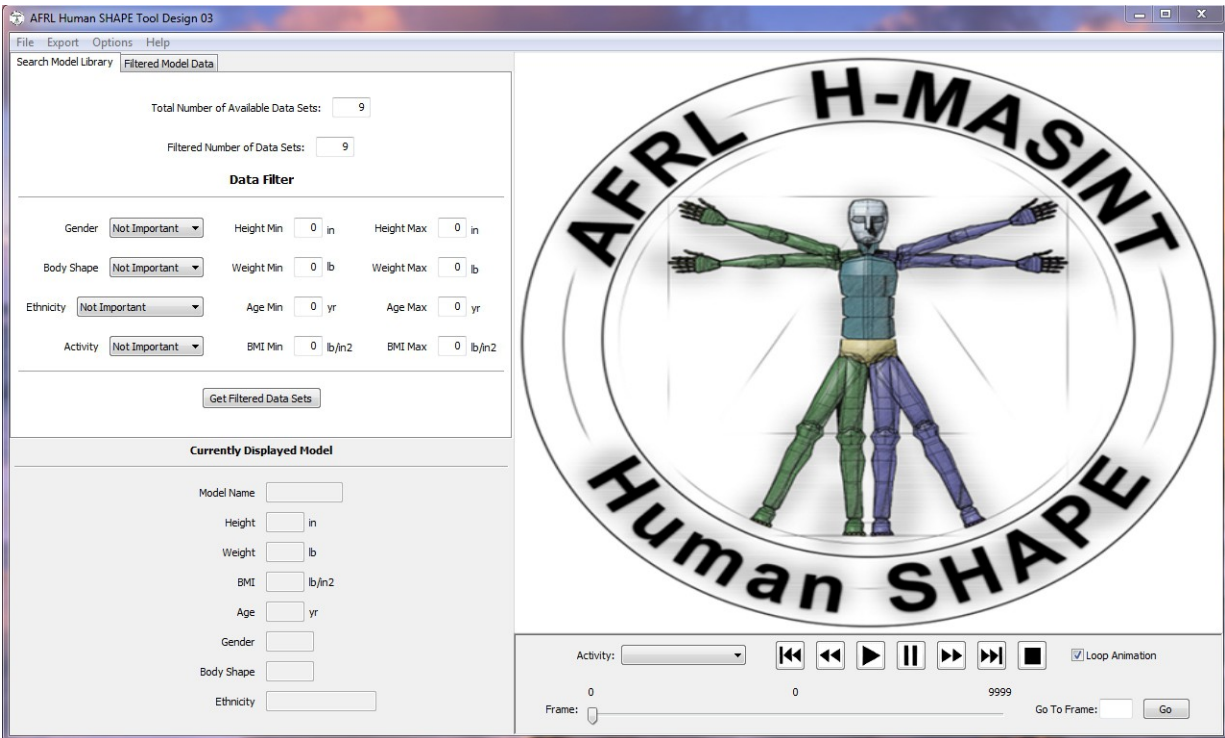 AFRL Human SHAPE Tool Design 03
File Export Options Help
Search Model Library Filtered Model Data
Total Number of Available Data Sets: 9
Filtered Number of Data Sets: 9
Data Filter
Gender Not Important Height Min 0 in Height Max 0 in
Body Shape Not Important Weight Min 0 lb Weight Max 0 lb
Ethnicity Not Important Age Min 0 yr Age Max 0 yr
Activity Not Important BMI Min 0 lb/in2 BMI Max 0 lb/in2
Get Filtered Data Sets
Currently Displayed Model
Model Name
Height in
Weight lb
BMI lb/in2
Age yr
Gender
Body Shape
Ethnicity
AFRL H-MASINT
Human SHAPE
Activity: Loop Animation
0 0 9999
Frame: Go To Frame: Go